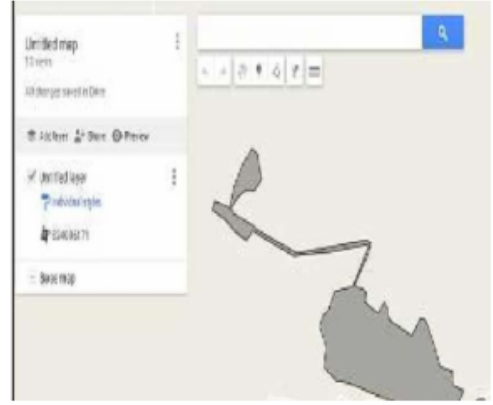 Untitled map
All changes saved in Drive
Add layer Share Preview
Untitled layer
Individual styles
Base map